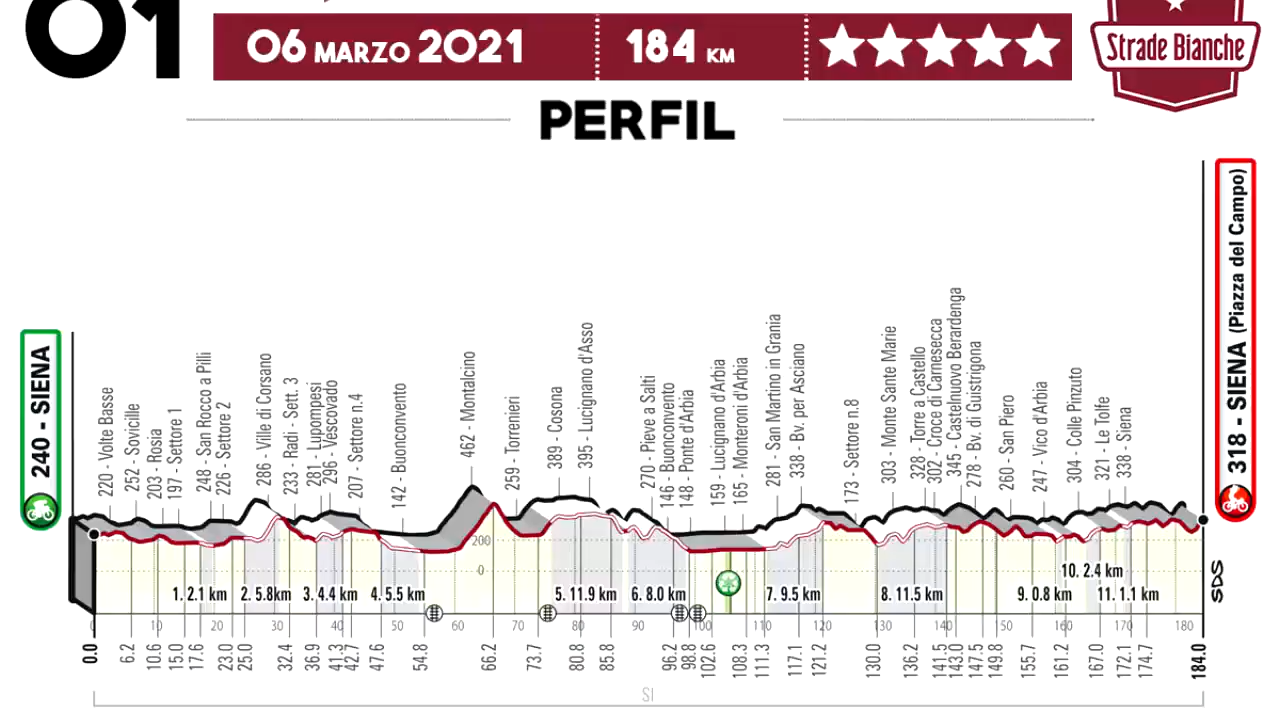 01
06 MARZO 2021
184 KM
Strade Bianche
PERFIL
240 - SIENA
220 - Volte Basse
252 - Sovicille
203 - Rosia
197 - Settore 1
248 - San Rocco a Pilli
226 - Settore 2
286 - Ville di Corsano
233 - Radi - Sett. 3
281 - Lupompesi
296 - Vescovado
207 - Settore n.4
142 - Buonconvento
462 - Montalcino
259 - Torrenieri
389 - Cosona
395 - Lucignano d'Asso
270 - Pieve a Salti
146 - Buonconvento
148 - Ponte d'Arbia
159 - Lucignano d'Arbia
165 - Monteroni d'Arbia
281 - San Martino in Grania
338 - Bv. per Asciano
173 - Settore n.8
303 - Monte Sante Marie
328 - Torre a Castello
302 - Croce di Carnesecca
345 - Castelnuovo Berardenga
278 - Bv. di Guistrigona
260 - San Piero
247 - Vico d'Arbia
304 - Colle Pinzuto
321 - Le Tolfe
338 - Siena
318 - SIENA (Piazza del Campo)
200
0
1. 2.1 km
2. 5.8km
3. 4.4 km
4. 5.5 km
5. 11.9 km
6. 8.0 km
7. 9.5 km
8. 11.5 km
9. 0.8 km
10. 2.4 km
11. 1.1 km
SDS
0 10 20 30 40 50 60 70 80 90 100 110 120 130 140 150 160 170 180
0.0 6.2 10.6 15.0 17.6 23.0 25.0 32.4 36.9 41.3 42.7 47.6 54.8 66.2 73.7 80.8 85.8 96.2 98.8 102.6 108.3 111.3 117.1 121.2 130.0 136.2 141.5 143.0 147.5 149.8 155.7 161.2 167.0 172.1 174.7 184.0
SI